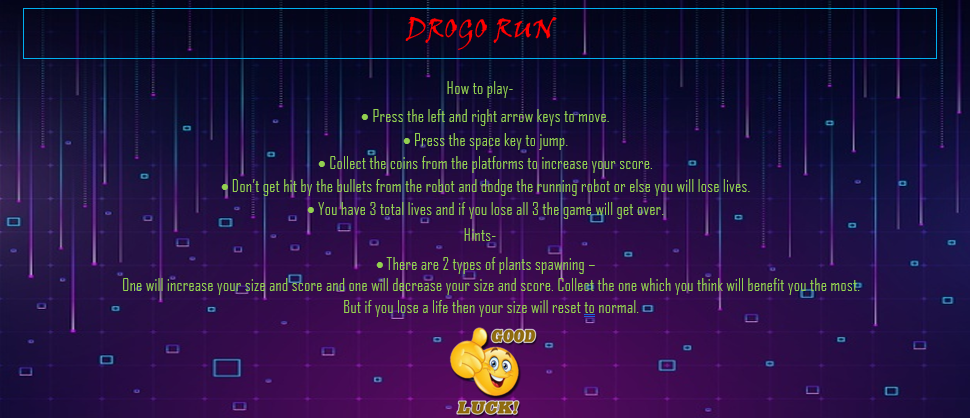 DROGO RUN
How to play-
• Press the left and right arrow keys to move.
• Press the space key to jump.
• Collect the coins from the platforms to increase your score.
• Don't get hit by the bullets from the robot and dodge the running robot or else you will lose lives.
• You have 3 total lives and if you lose all 3 the game will get over.
Hints-
• There are 2 types of plants spawning –
One will increase your size and score and one will decrease your size and score. Collect the one which you think will benefit you the most.
But if you lose a life then your size will reset to normal.
GOOD
LUCK!